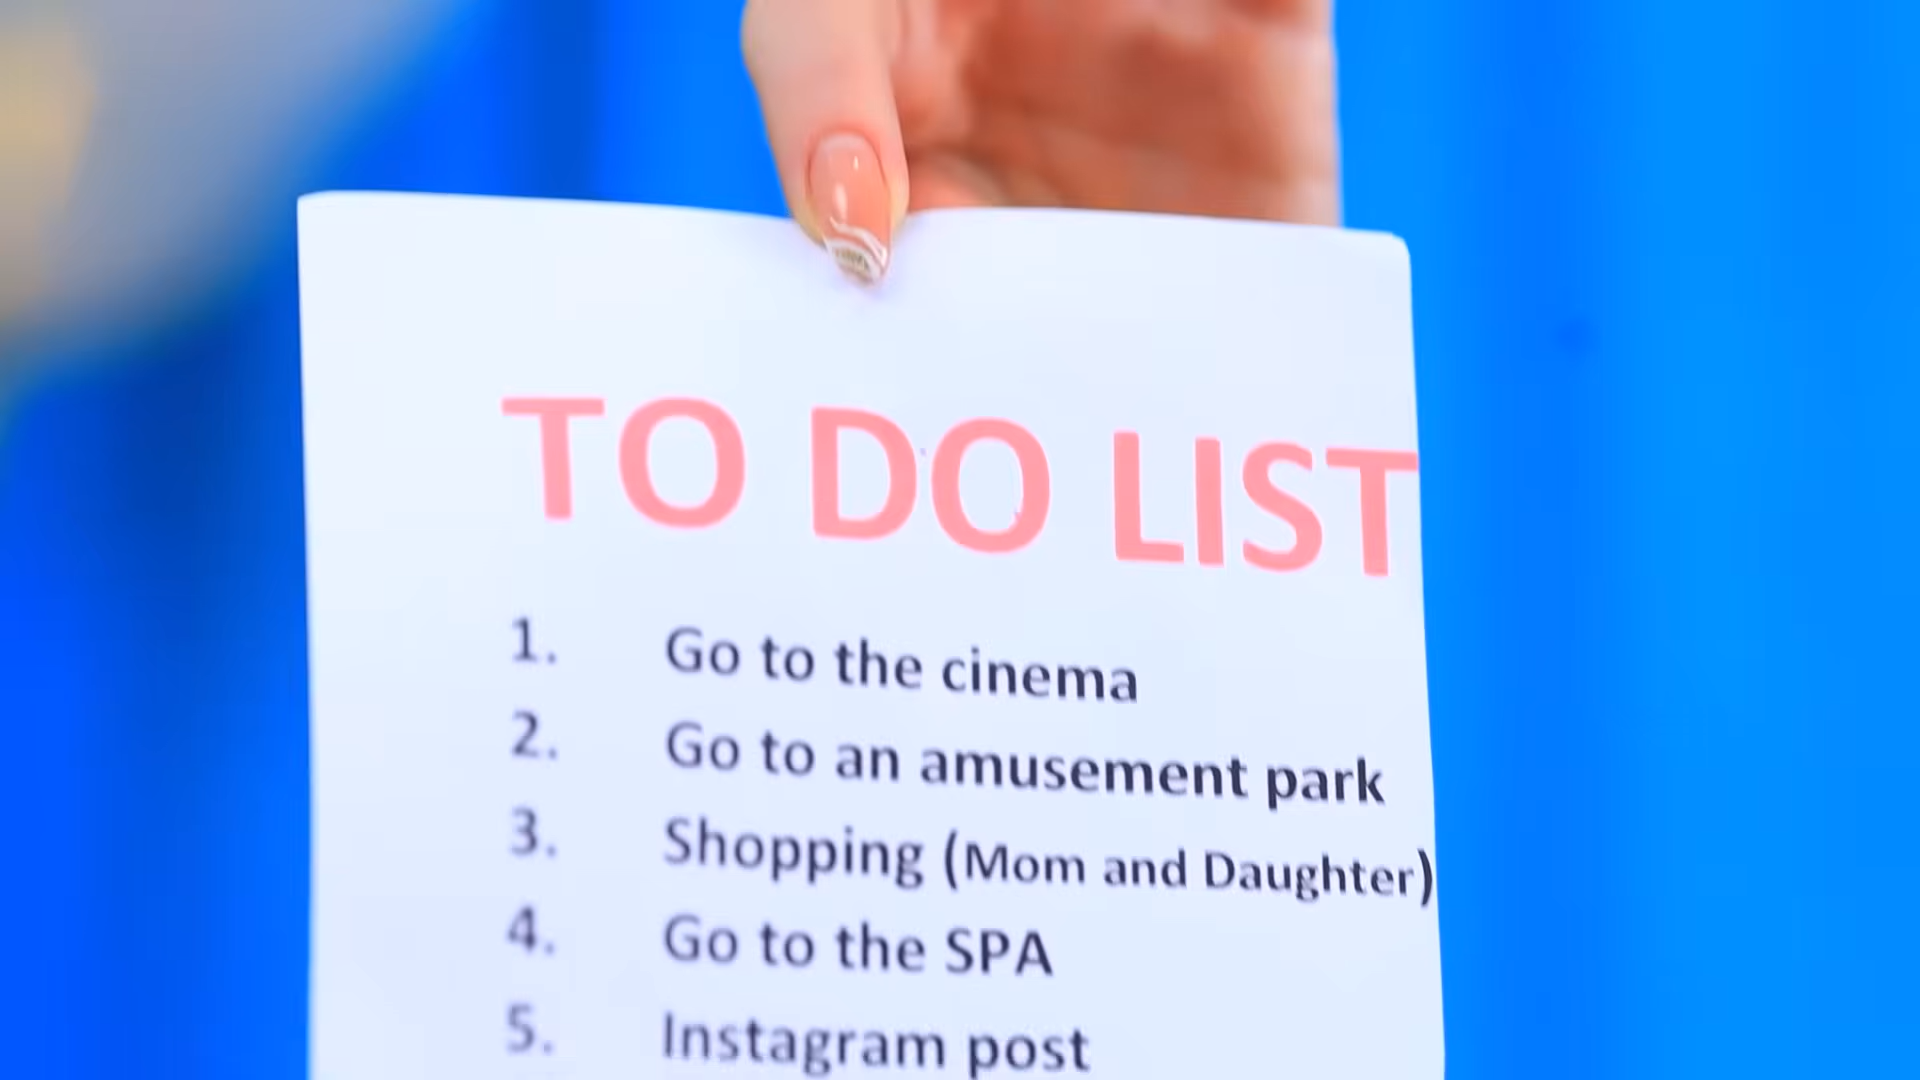 TO DO LIST
1. Go to the cinema
2. Go to an amusement park
3. Shopping (Mom and Daughter)
4. Go to the SPA
5. Instagram post